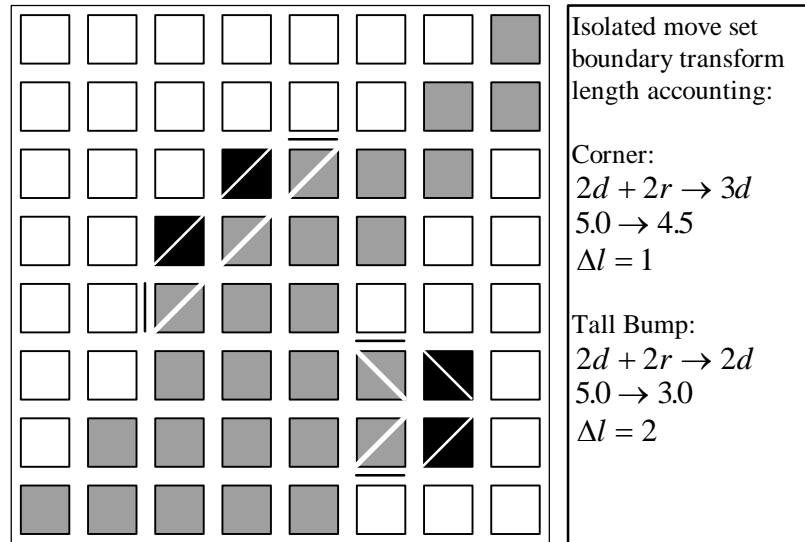 Isolated move set
boundary transform
length accounting:
Corner:
2d + 2r → 3d
5.0 → 4.5
Δl = 1
Tall Bump:
2d + 2r → 2d
5.0 → 3.0
Δl = 2